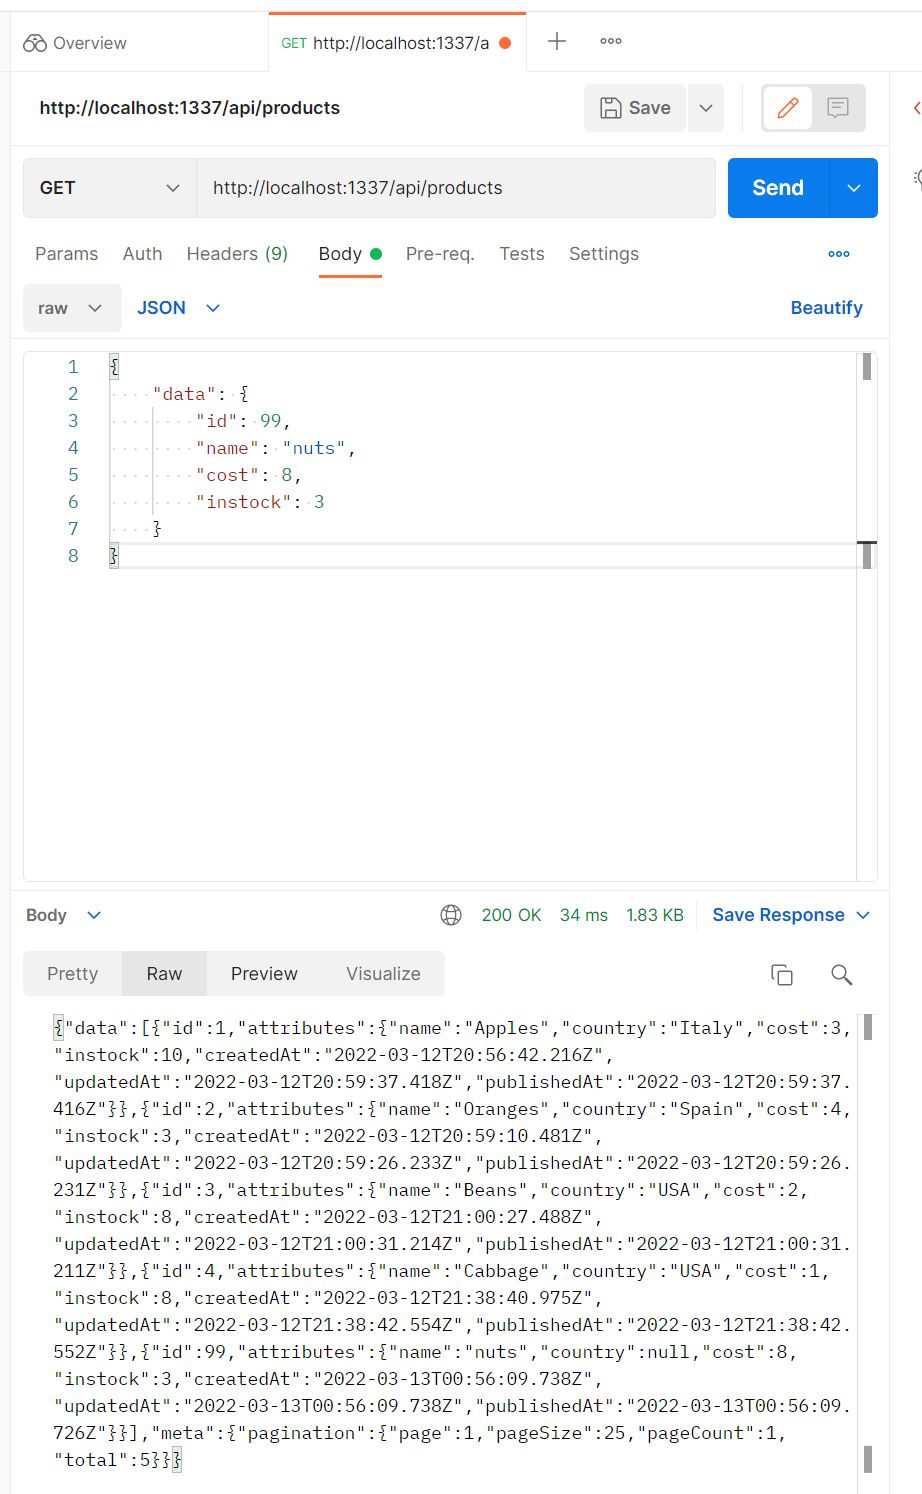 Overview
GET http://localhost:1337/a
http://localhost:1337/api/products
Save
GET
http://localhost:1337/api/products
Send
Params Auth Headers (9) Body Pre-req. Tests Settings
raw JSON Beautify
1 {
2 "data": {
3 "id": 99,
4 "name": "nuts",
5 "cost": 8,
6 "instock": 3
7 }
8 }
Body 200 OK 34 ms 1.83 KB Save Response
Pretty Raw Preview Visualize
{"data":[{"id":1,"attributes":{"name":"Apples","country":"Italy","cost":3,
"instock":10,"createdAt":"2022-03-12T20:56:42.216Z",
"updatedAt":"2022-03-12T20:59:37.418Z","publishedAt":"2022-03-12T20:59:37.
416Z"}},{"id":2,"attributes":{"name":"Oranges","country":"Spain","cost":4,
"instock":3,"createdAt":"2022-03-12T20:59:10.481Z",
"updatedAt":"2022-03-12T20:59:26.233Z","publishedAt":"2022-03-12T20:59:26.
231Z"}},{"id":3,"attributes":{"name":"Beans","country":"USA","cost":2,
"instock":8,"createdAt":"2022-03-12T21:00:27.488Z",
"updatedAt":"2022-03-12T21:00:31.214Z","publishedAt":"2022-03-12T21:00:31.
211Z"}},{"id":4,"attributes":{"name":"Cabbage","country":"USA","cost":1,
"instock":8,"createdAt":"2022-03-12T21:38:40.975Z",
"updatedAt":"2022-03-12T21:38:42.554Z","publishedAt":"2022-03-12T21:38:42.
552Z"}},{"id":99,"attributes":{"name":"nuts","country":null,"cost":8,
"instock":3,"createdAt":"2022-03-13T00:56:09.738Z",
"updatedAt":"2022-03-13T00:56:09.738Z","publishedAt":"2022-03-13T00:56:09.
726Z"}}],"meta":{"pagination":{"page":1,"pageSize":25,"pageCount":1,
"total":5}}}